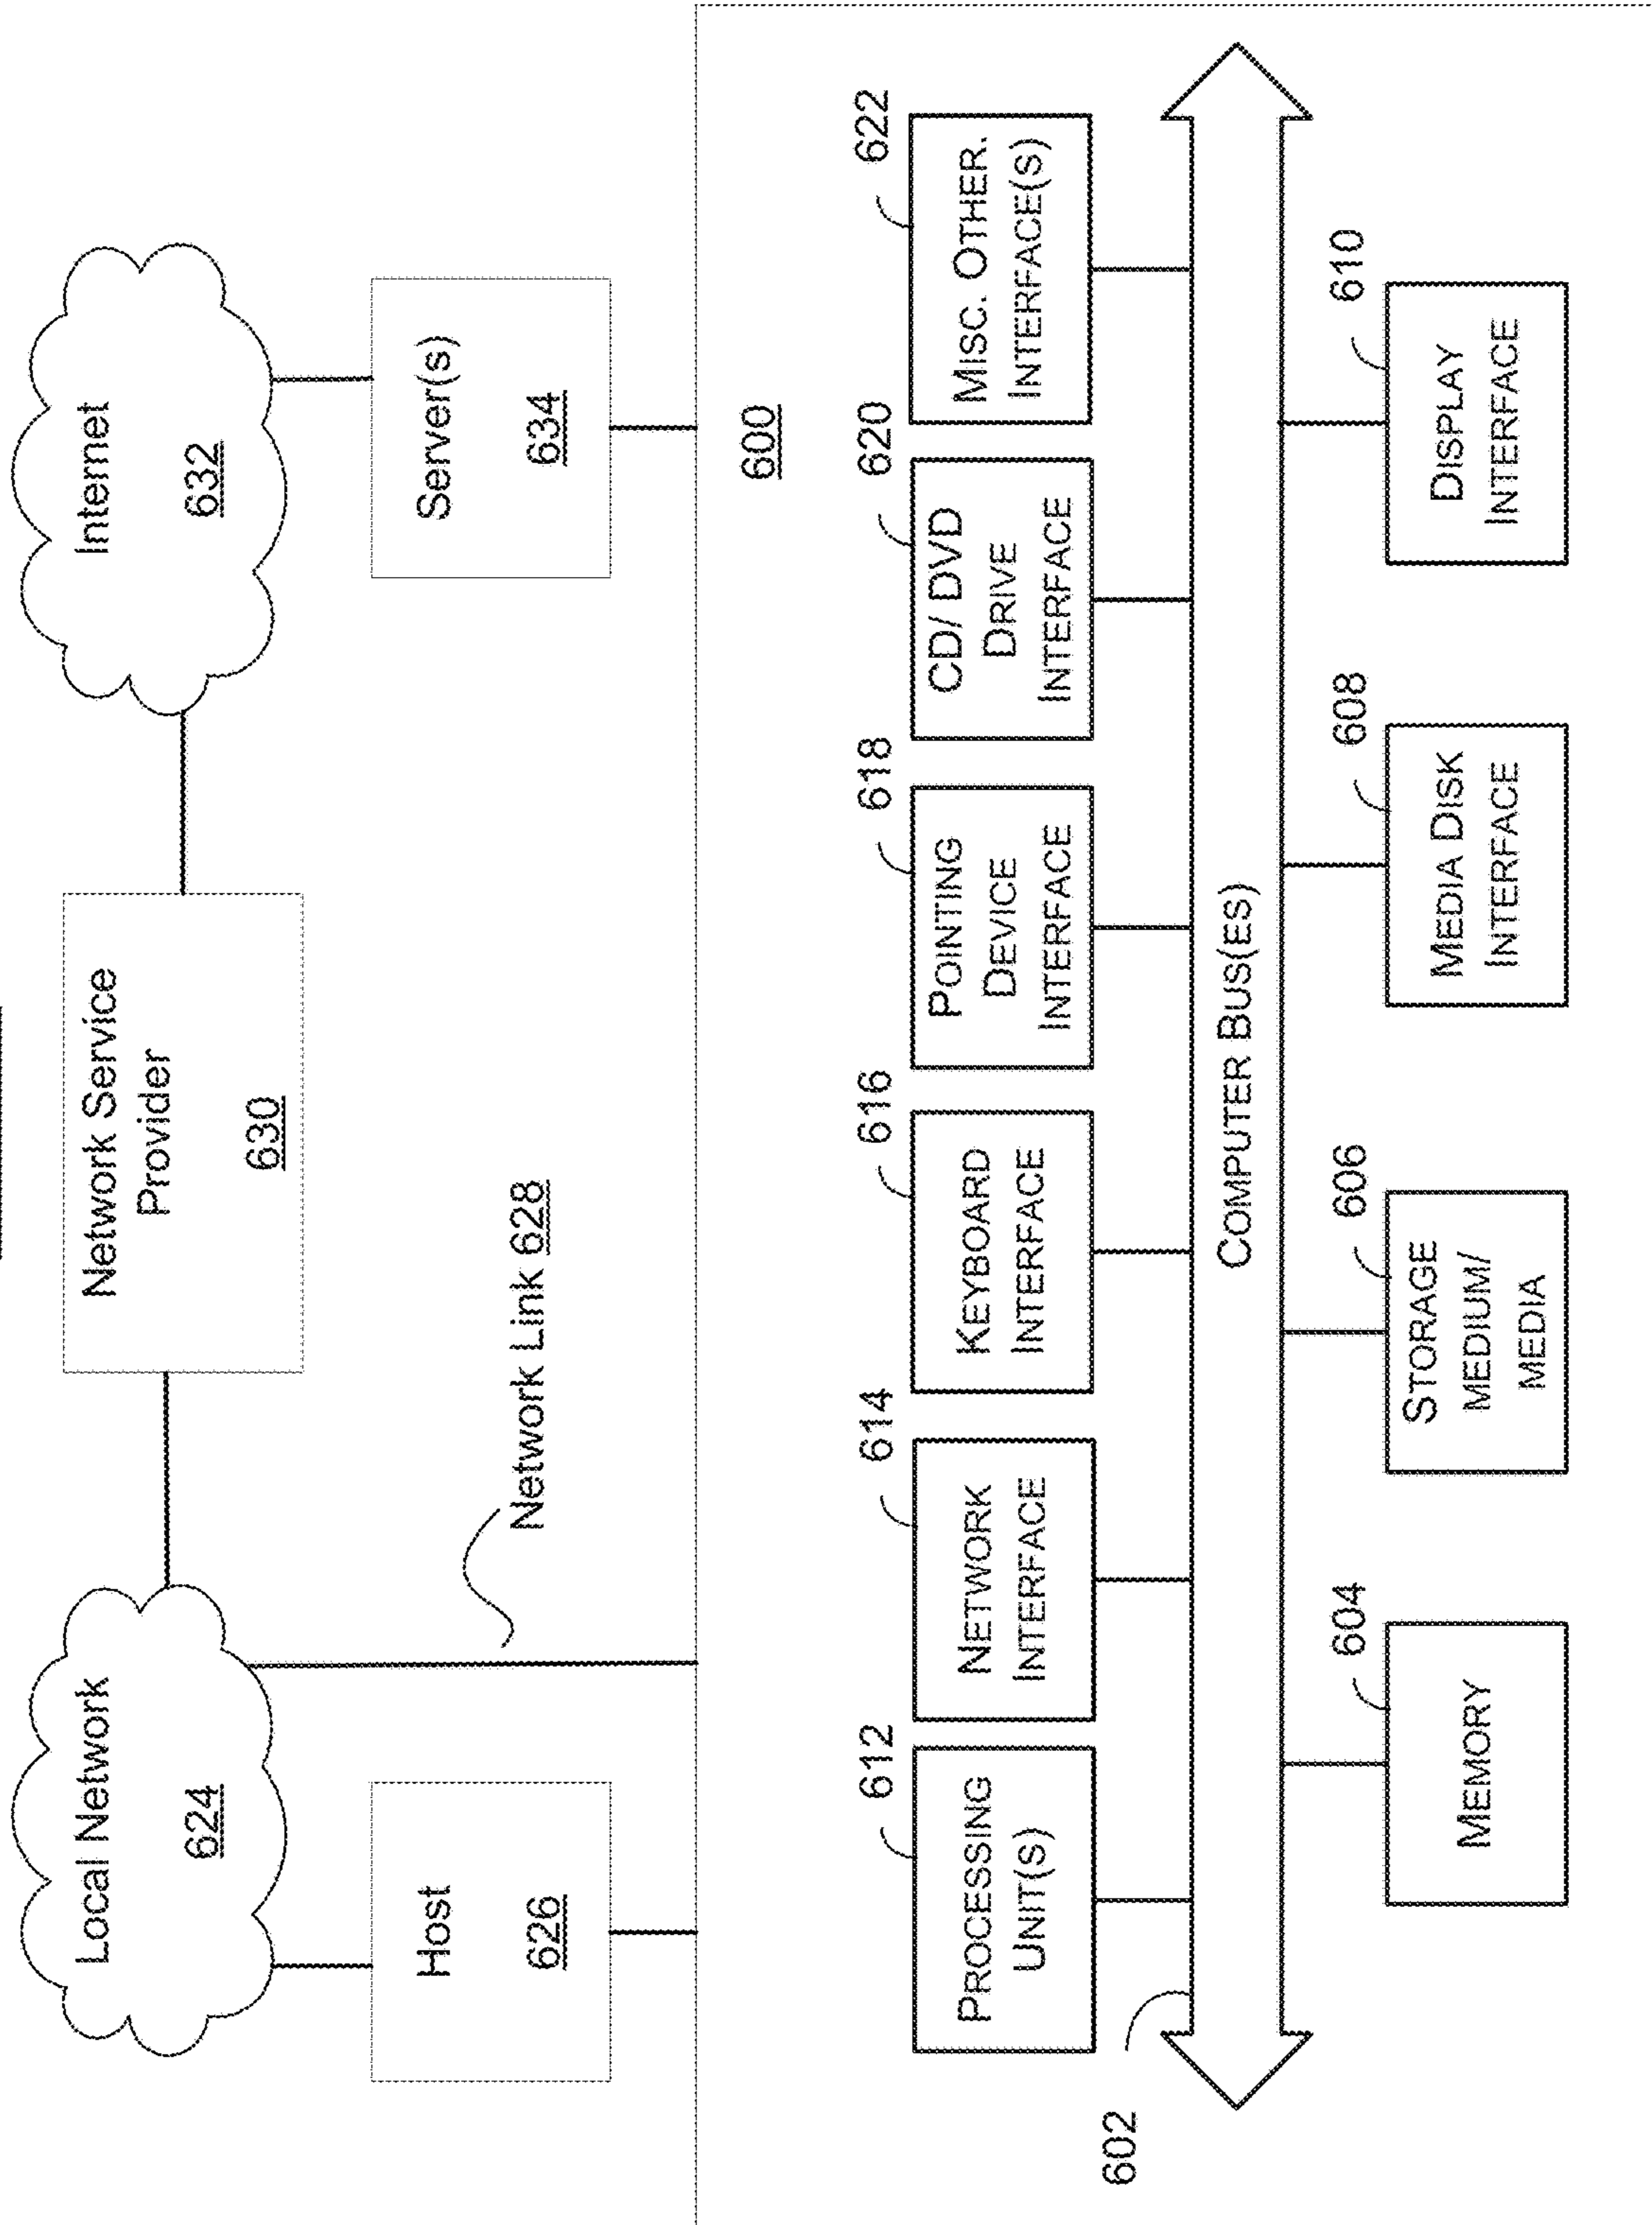 Local Network
624
Network Service
Provider
630
Internet
632
Host
626
Network Link 628
Server(s)
634
600
612
PROCESSING
UNIT(S)
614
NETWORK
INTERFACE
616
KEYBOARD
INTERFACE
618
POINTING
DEVICE
INTERFACE
620
CD/ DVD
DRIVE
INTERFACE
622
MISC. OTHER.
INTERFACE(S)
602
COMPUTER BUS(ES)
604
MEMORY
606
STORAGE
MEDIUM/
MEDIA
608
MEDIA DISK
INTERFACE
610
DISPLAY
INTERFACE